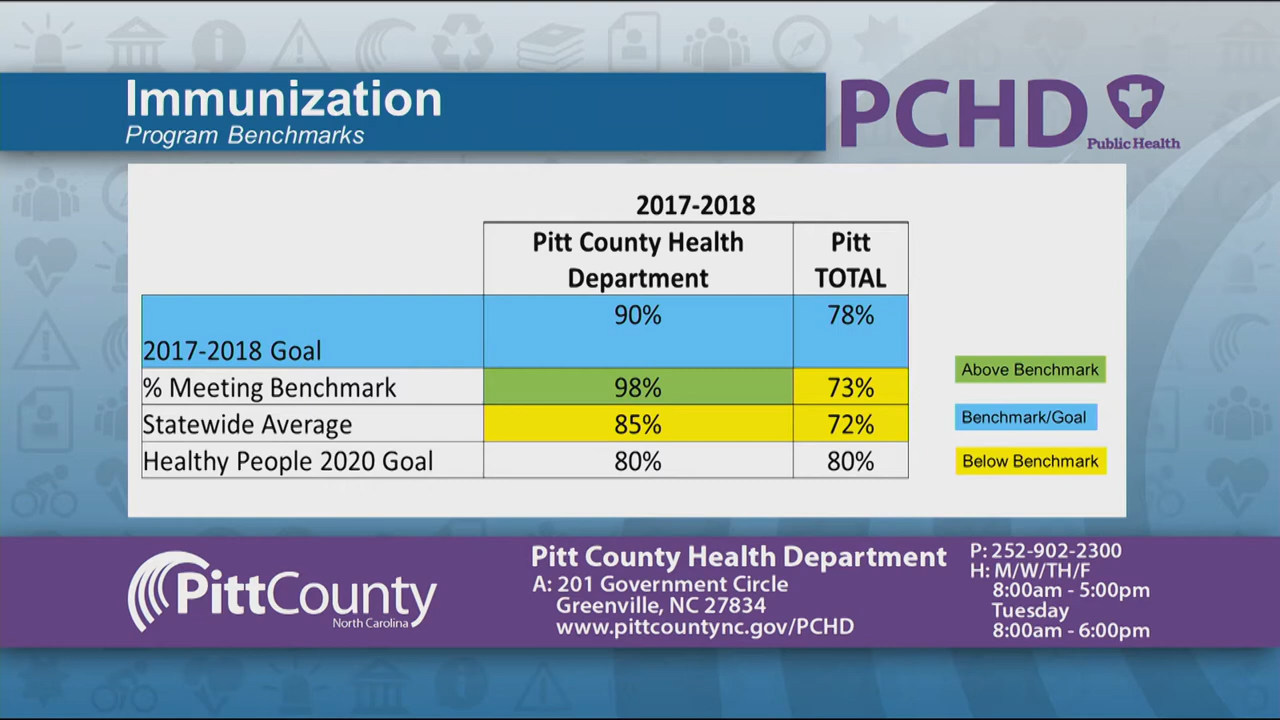 Immunization
Program Benchmarks
PCHD
Public Health
2017-2018
Pitt County Health Department
Pitt TOTAL
2017-2018 Goal 90% 78%
% Meeting Benchmark 98% 73%
Statewide Average 85% 72%
Healthy People 2020 Goal 80% 80%
Above Benchmark
Benchmark/Goal
Below Benchmark
PittCounty
North Carolina
Pitt County Health Department
A: 201 Government Circle
Greenville, NC 27834
www.pittcountync.gov/PCHD
P: 252-902-2300
H: M/W/TH/F
8:00am - 5:00pm
Tuesday
8:00am - 6:00pm